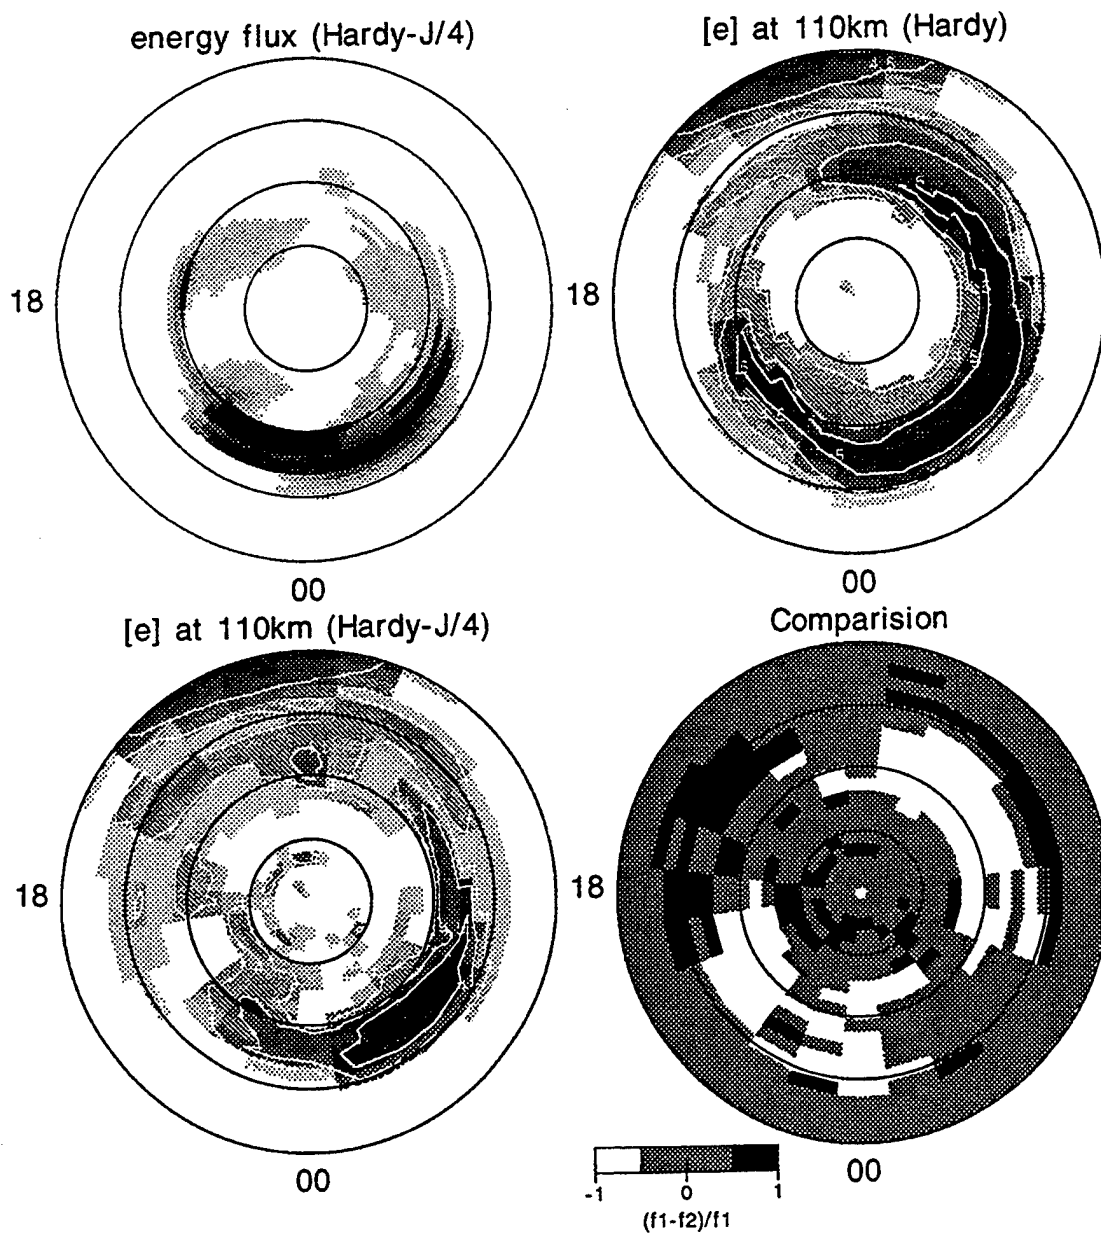 energy flux (Hardy-J/4)
[e] at 110km (Hardy)
18
18
00
00
[e] at 110km (Hardy-J/4)
Comparision
18
18
00
00
-1 0 1
(f1-f2)/f1